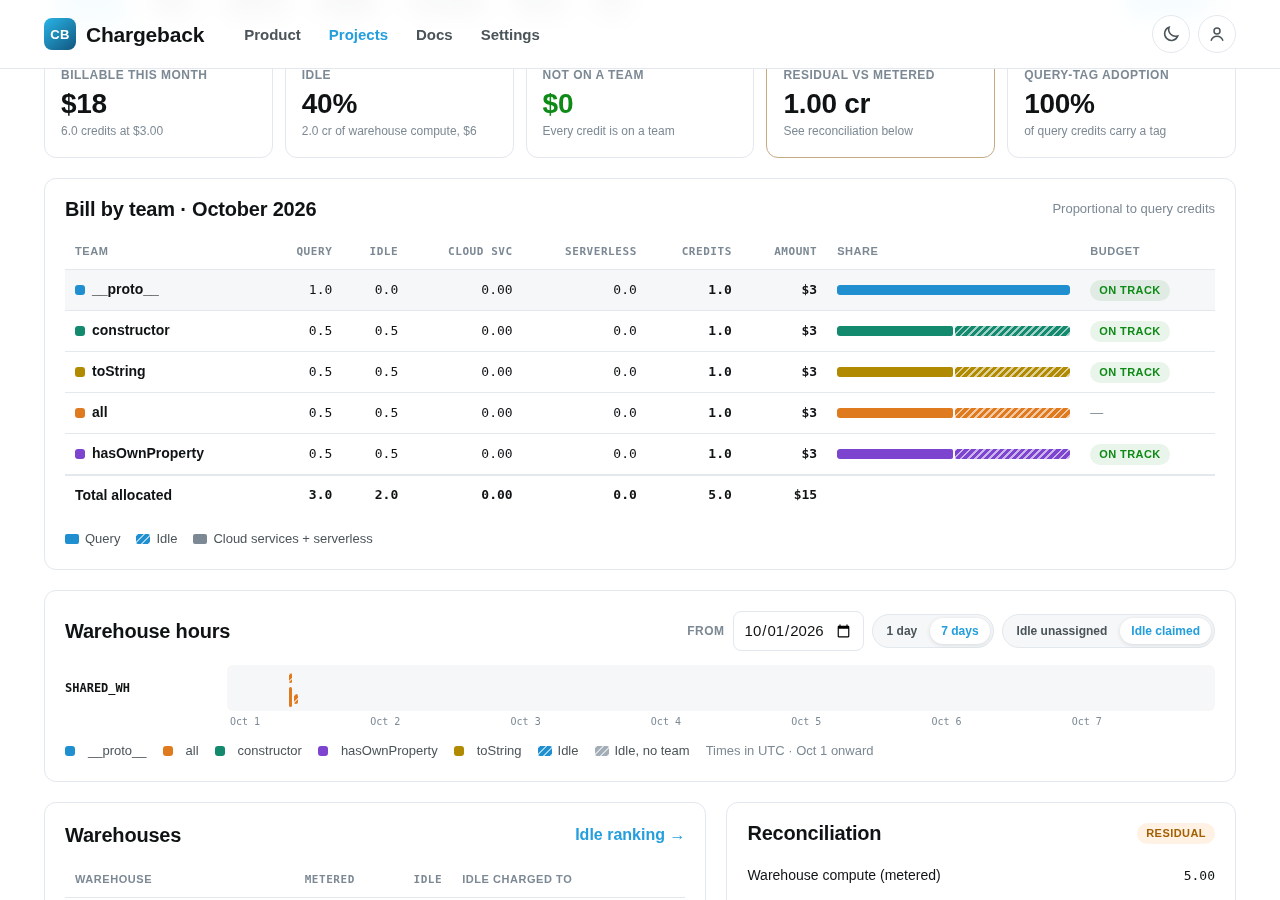 CB Chargeback Product Projects Docs Settings
BILLABLE THIS MONTH IDLE NOT ON A TEAM RESIDUAL VS METERED QUERY-TAG ADOPTION
$18 40% $0 1.00 cr 100%
6.0 credits at $3.00 2.0 cr of warehouse compute, $6 Every credit is on a team See reconciliation below of query credits carry a tag
Bill by team · October 2026 Proportional to query credits
TEAM QUERY IDLE CLOUD SVC SERVERLESS CREDITS AMOUNT SHARE BUDGET
__proto__ 1.0 0.0 0.00 0.0 1.0 $3 ON TRACK
constructor 0.5 0.5 0.00 0.0 1.0 $3 ON TRACK
toString 0.5 0.5 0.00 0.0 1.0 $3 ON TRACK
all 0.5 0.5 0.00 0.0 1.0 $3 —
hasOwnProperty 0.5 0.5 0.00 0.0 1.0 $3 ON TRACK
Total allocated 3.0 2.0 0.00 0.0 5.0 $15
Query Idle Cloud services + serverless
Warehouse hours FROM 10/01/2026 1 day 7 days Idle unassigned Idle claimed
SHARED_WH
Oct 1 Oct 2 Oct 3 Oct 4 Oct 5 Oct 6 Oct 7
__proto__ all constructor hasOwnProperty toString Idle Idle, no team Times in UTC · Oct 1 onward
Warehouses Idle ranking →
WAREHOUSE METERED IDLE IDLE CHARGED TO
Reconciliation RESIDUAL
Warehouse compute (metered) 5.00